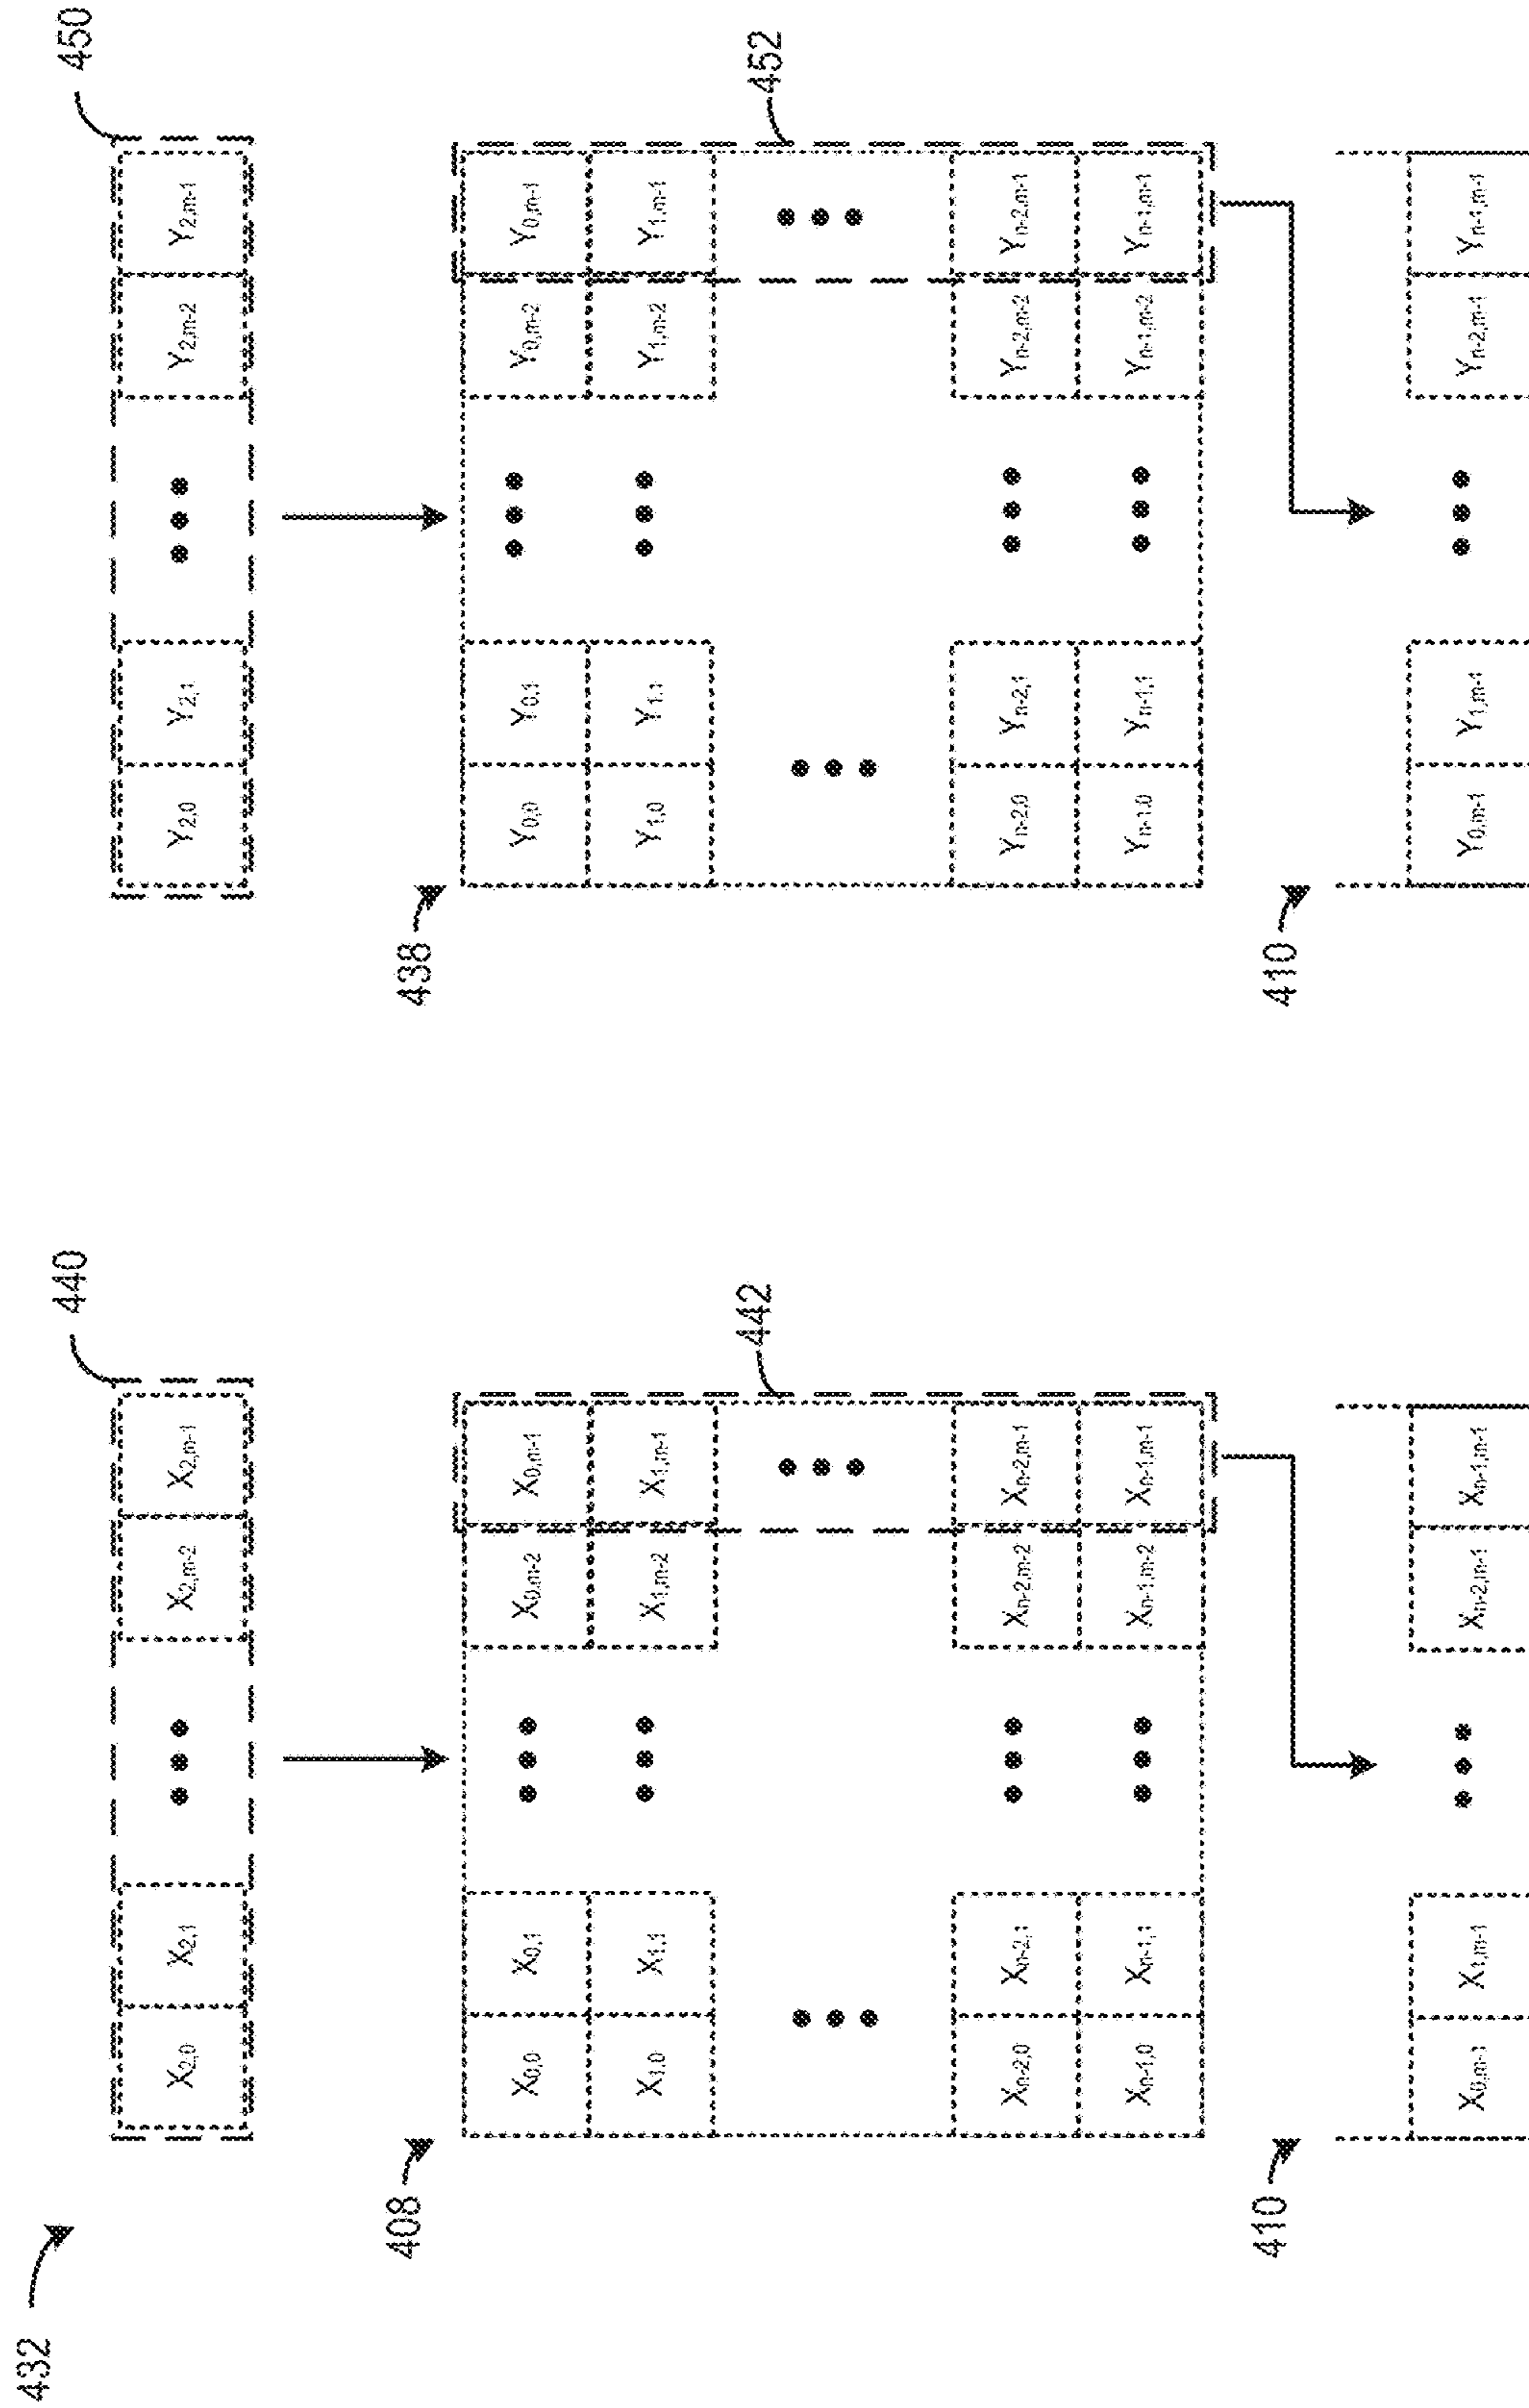 432 440 450
X2,0 X2,1 ••• X2,m-2 X2,m-1 Y2,0 Y2,1 ••• Y2,m-2 Y2,m-1
408 438
X0,0 X0,1 ••• X0,m-2 X0,m-1 Y0,0 Y0,1 ••• Y0,m-2 Y0,m-1
X1,0 X1,1 ••• X1,m-2 X1,m-1 Y1,0 Y1,1 ••• Y1,m-2 Y1,m-1
442 452
Xn-2,0 Xn-2,1 ••• Xn-2,m-2 Xn-2,m-1 Yn-2,0 Yn-2,1 ••• Yn-2,m-2 Yn-2,m-1
Xn-1,0 Xn-1,1 ••• Xn-1,m-2 Xn-1,m-1 Yn-1,0 Yn-1,1 ••• Yn-1,m-2 Yn-1,m-1
410 410
X0,m-1 X1,m-1 ••• Xn-2,m-1 Xn-1,m-1 Y0,m-1 Y1,m-1 ••• Yn-2,m-1 Yn-1,m-1